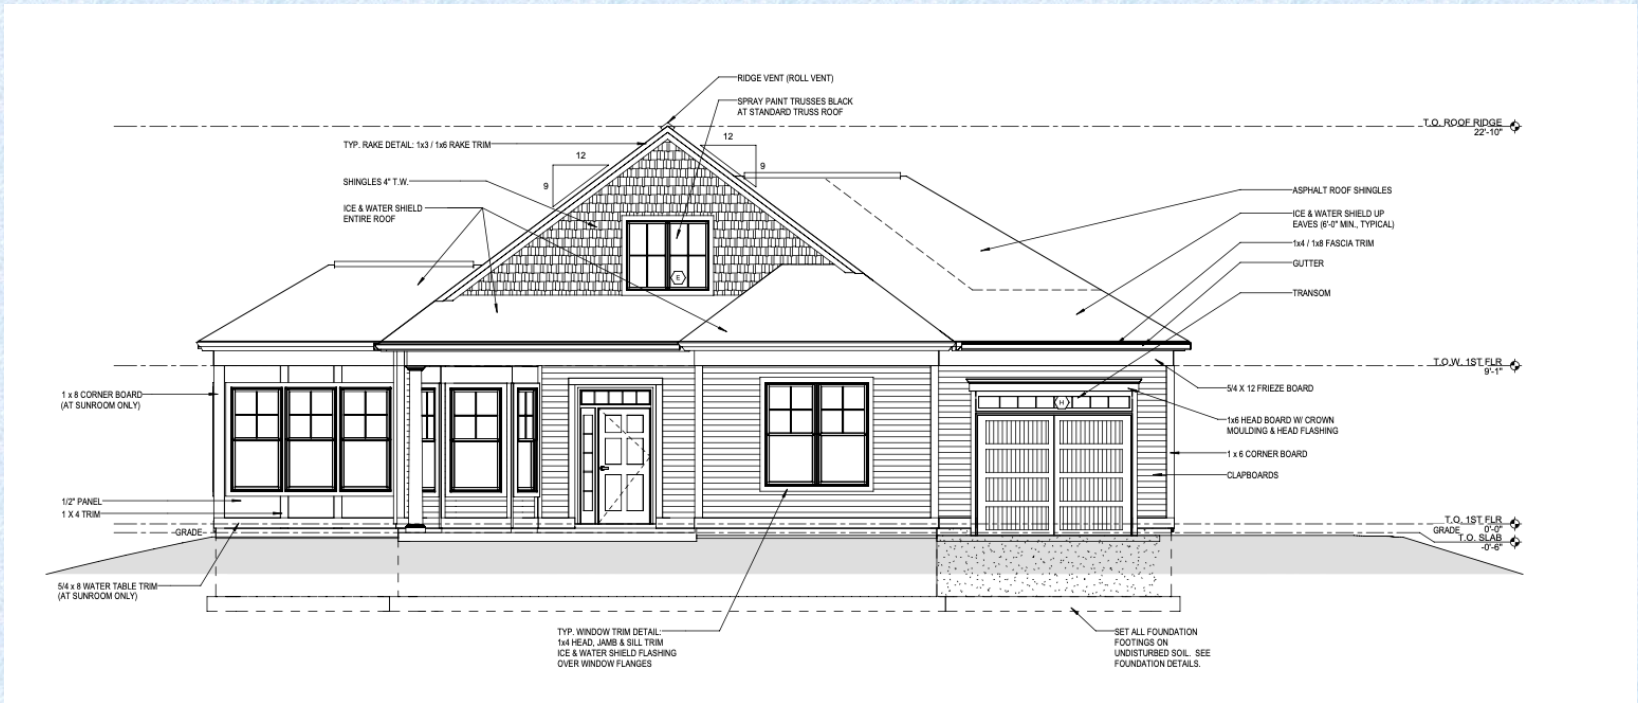 RIDGE VENT (ROLL VENT)
SPRAY PAINT TRUSSES BLACK
AT STANDARD TRUSS ROOF
T.O. ROOF RIDGE
22'-10"
TYP. RAKE DETAIL: 1x3 / 1x6 RAKE TRIM
12
9
12
9
SHINGLES 4" T.W.
ICE & WATER SHIELD
ENTIRE ROOF
ASPHALT ROOF SHINGLES
ICE & WATER SHIELD UP
EAVES (6'-0" MIN., TYPICAL)
1x4 / 1x8 FASCIA TRIM
GUTTER
TRANSOM
E
T.O.W. 1ST FLR
9'-1"
1 x 8 CORNER BOARD
(AT SUNROOM ONLY)
5/4 X 12 FRIEZE BOARD
H
1x6 HEAD BOARD W/ CROWN
MOULDING & HEAD FLASHING
1 x 6 CORNER BOARD
CLAPBOARDS
1/2" PANEL
1 X 4 TRIM
GRADE
T.O. 1ST FLR
0'-0"
GRADE
T.O. SLAB
-0'-6"
5/4 x 8 WATER TABLE TRIM
(AT SUNROOM ONLY)
TYP. WINDOW TRIM DETAIL:
1x4 HEAD, JAMB & SILL TRIM
ICE & WATER SHIELD FLASHING
OVER WINDOW FLANGES
SET ALL FOUNDATION
FOOTINGS ON
UNDISTURBED SOIL. SEE
FOUNDATION DETAILS.